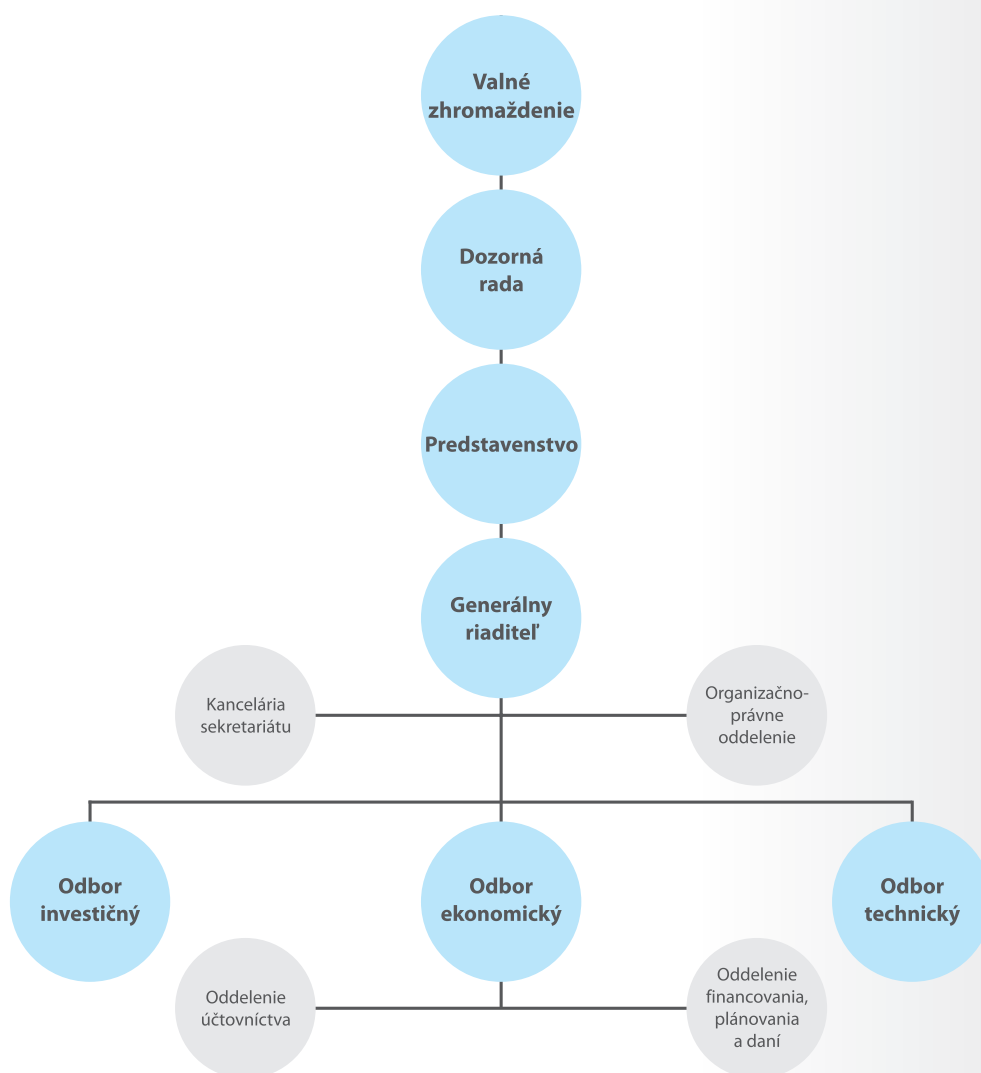 Valné
zhromaždenie
Dozorná
rada
Predstavenstvo
Generálny
riaditeľ
Kancelária
sekretariátu
Organizačno-
právne
oddelenie
Odbor
investičný
Odbor
ekonomický
Odbor
technický
Oddelenie
účtovníctva
Oddelenie
financovania,
plánovania
a daní